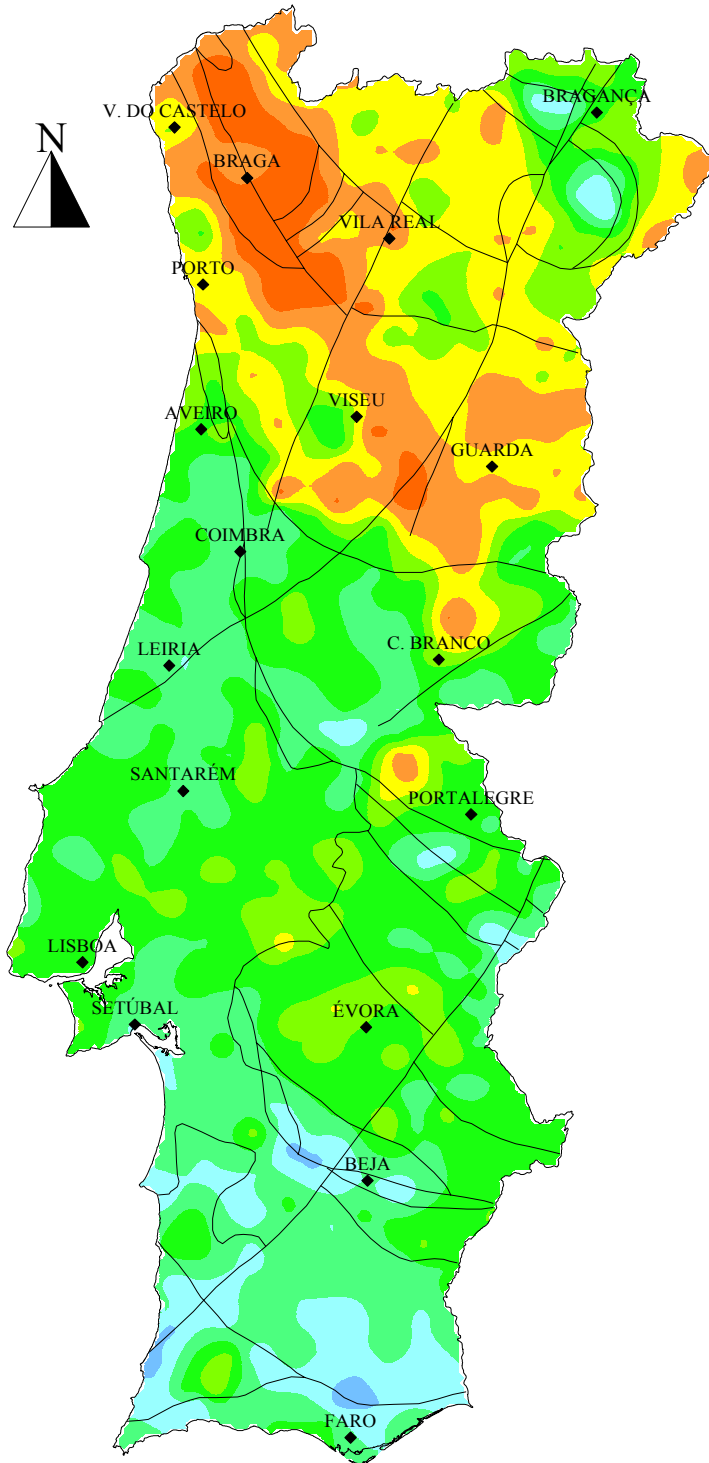 V. DO CASTELO
BRAGANÇA
N
BRAGA
VILA REAL
PORTO
VISEU
AVEIRO
GUARDA
COIMBRA
LEIRIA
C. BRANCO
SANTARÉM
PORTALEGRE
LISBOA
SETÚBAL
ÉVORA
BEJA
FARO